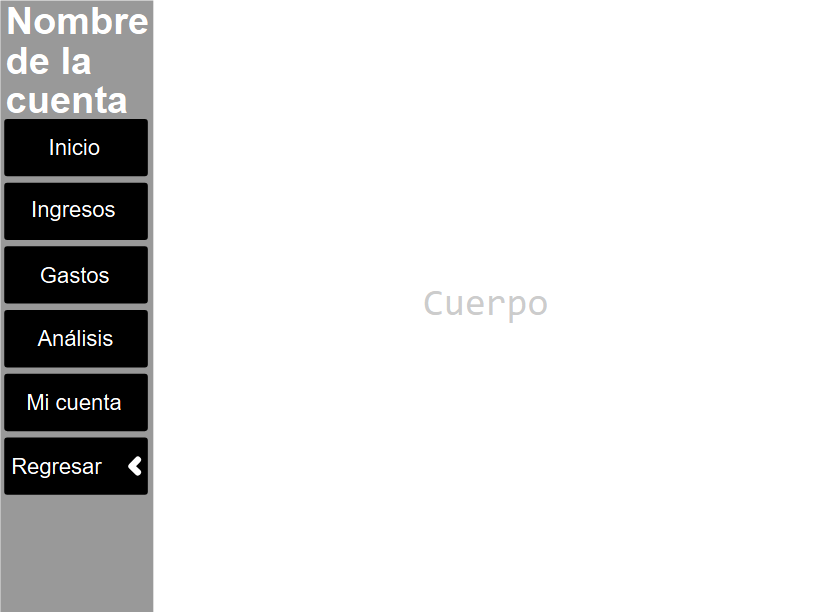 Nombre
de la
cuenta
Inicio
Ingresos
Gastos
Análisis
Mi cuenta
Regresar
Cuerpo